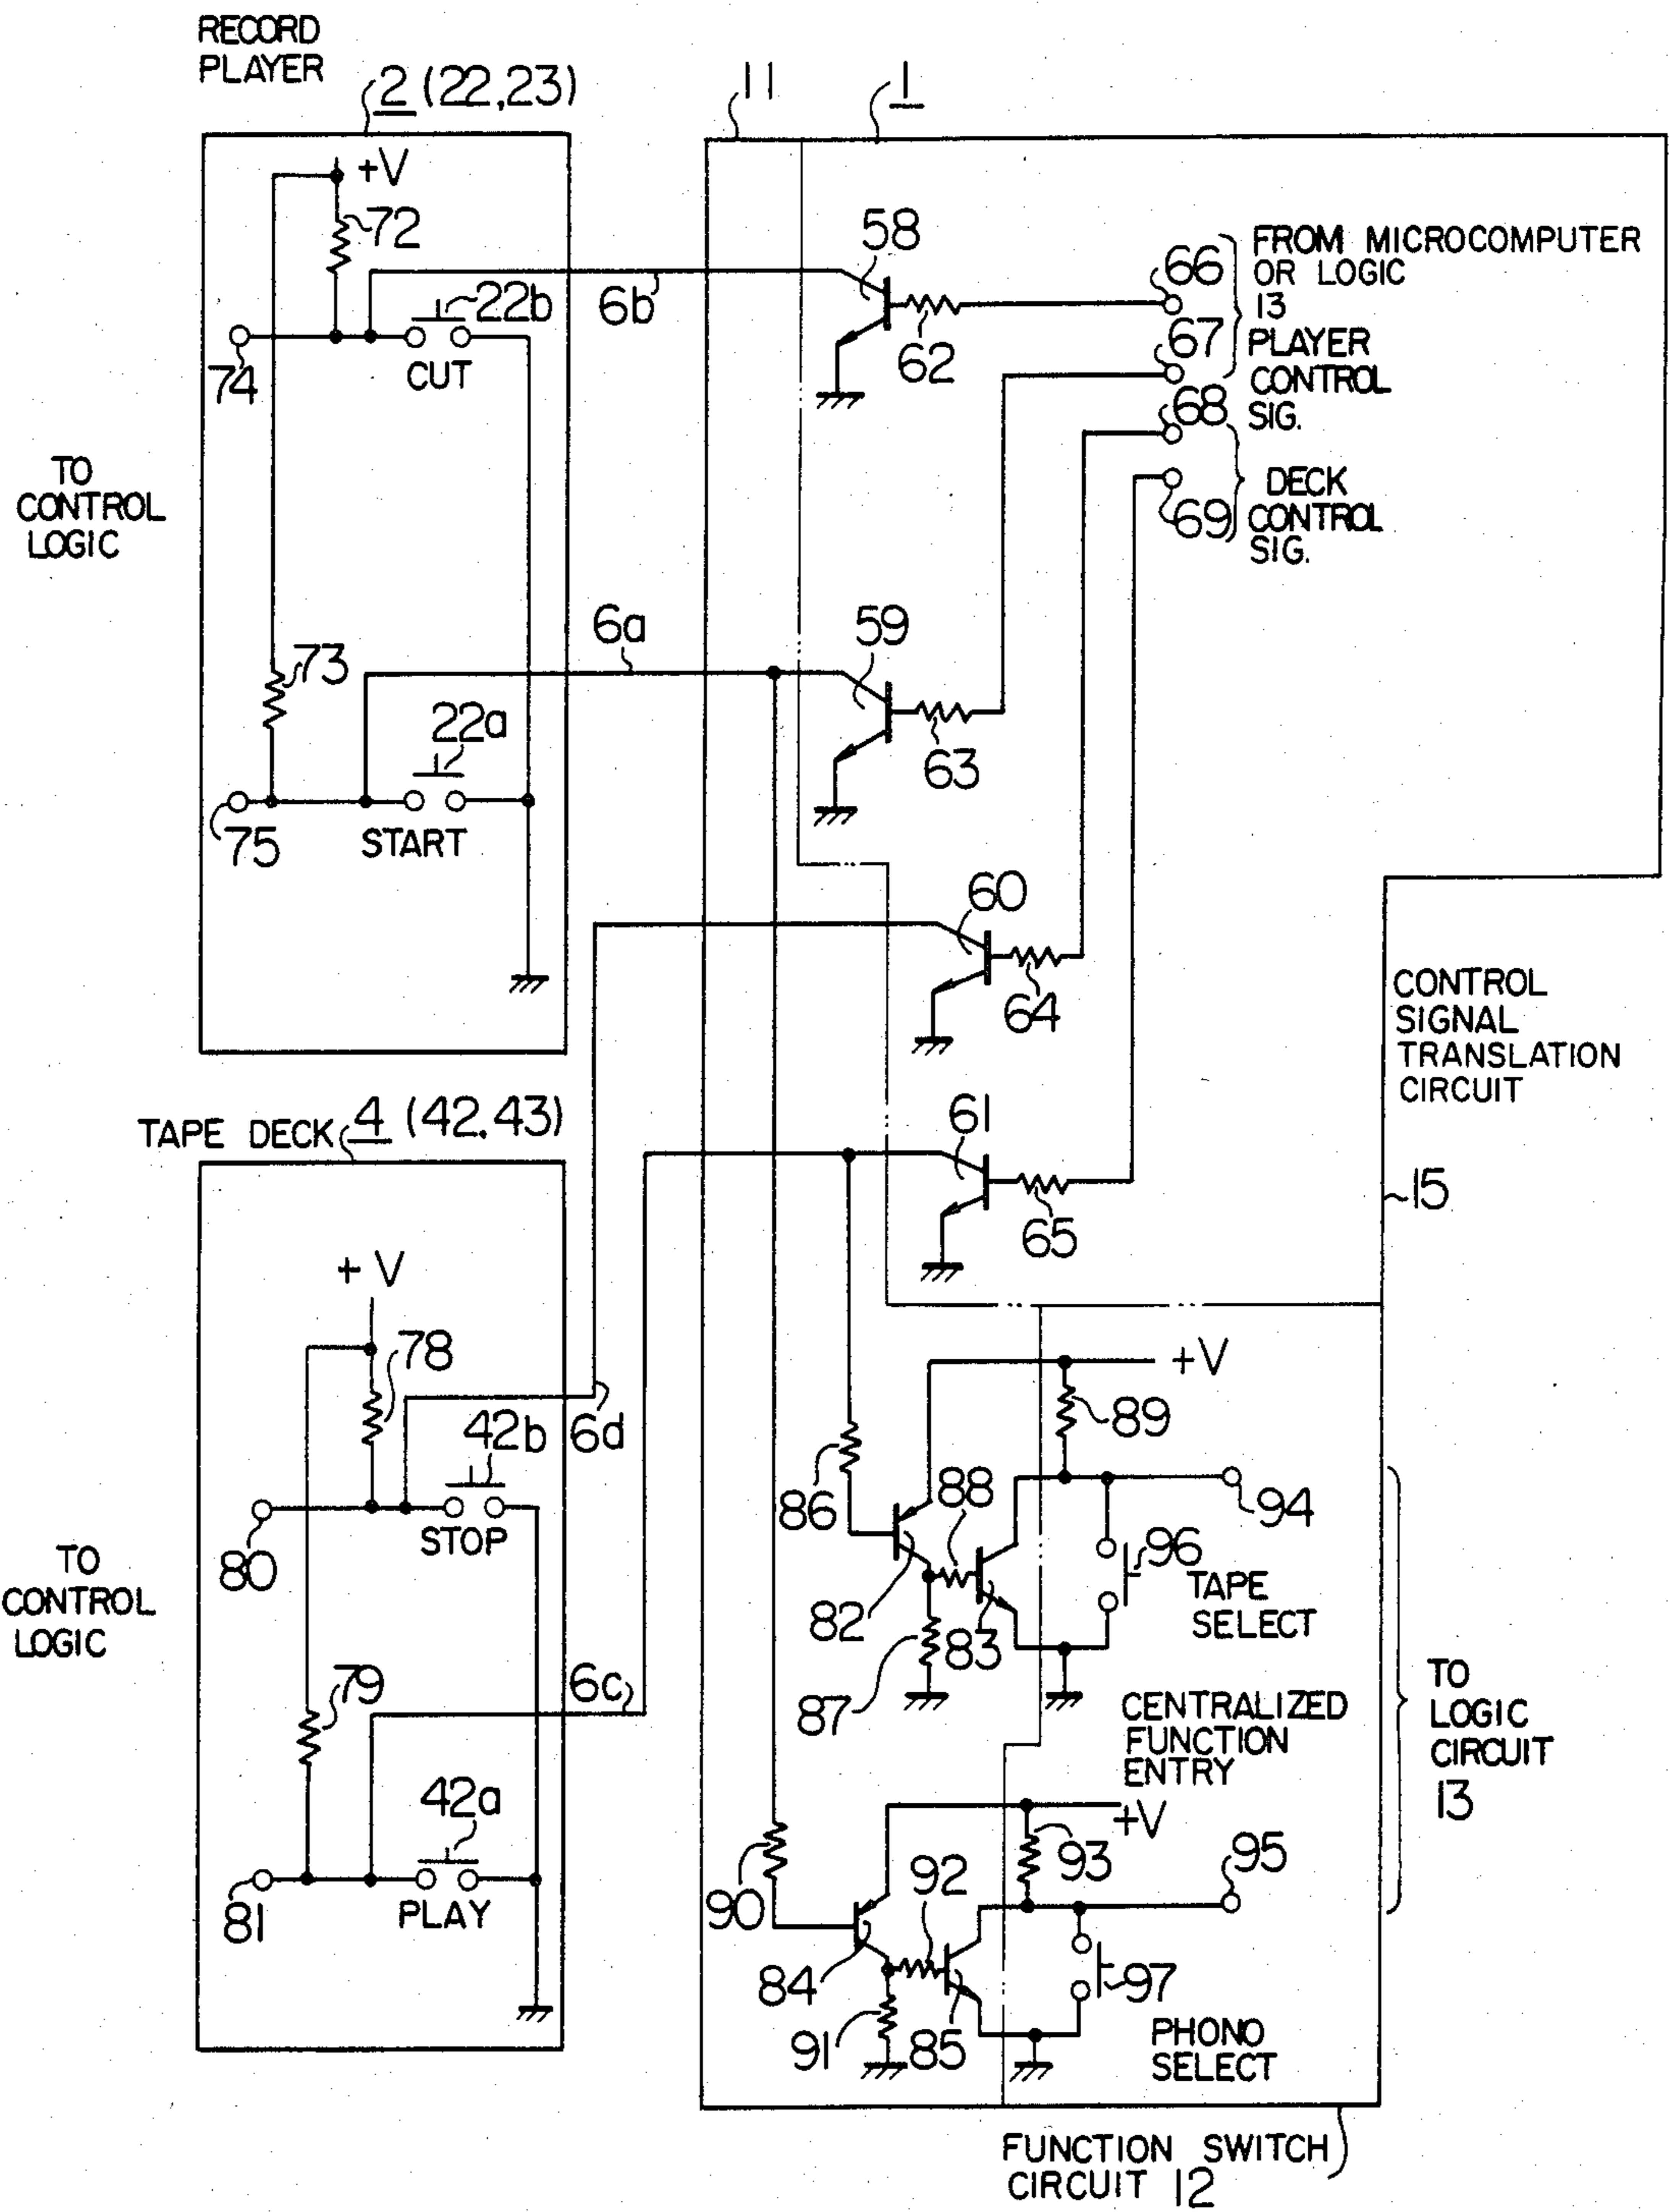 RECORD
PLAYER
2 (22,23)
11
1
+V
72
58
66
FROM MICROCOMPUTER
OR LOGIC
13
22b
6b
62
67
PLAYER
CONTROL
SIG.
74
CUT
68
TO
CONTROL
LOGIC
69
DECK
CONTROL
SIG.
6a
59
73
22a
63
75
START
60
64
CONTROL
SIGNAL
TRANSLATION
CIRCUIT
TAPE DECK 4 (42,43)
61
15
65
+V
78
+V
89
42b
6d
86
88
94
80
STOP
96
TAPE
SELECT
TO
CONTROL
LOGIC
82
83
79
6c
87
CENTRALIZED
FUNCTION
ENTRY
TO
LOGIC
CIRCUIT
13
42a
+V
93
95
90
92
81
PLAY
84
97
91
85
PHONO
SELECT
FUNCTION SWITCH
CIRCUIT 12